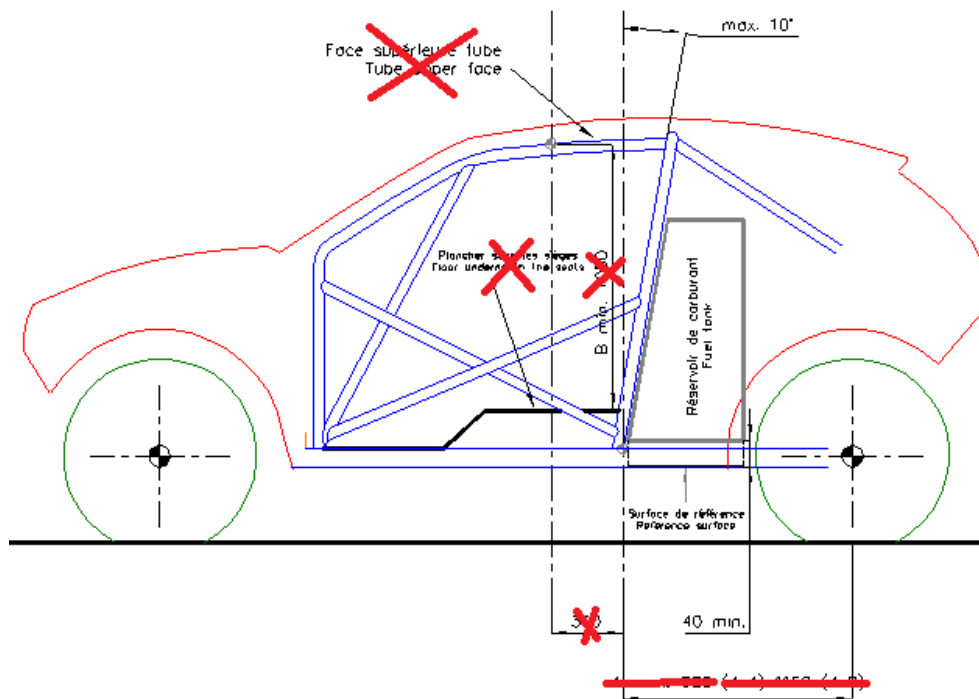 max. 10°
Face supérieure tube
Tube upper face
Plancher sous les sièges
Floor underneath the seats
B min.
Réservoir de carburant
Fuel tank
Surface de référence
Reference surface
40 min.